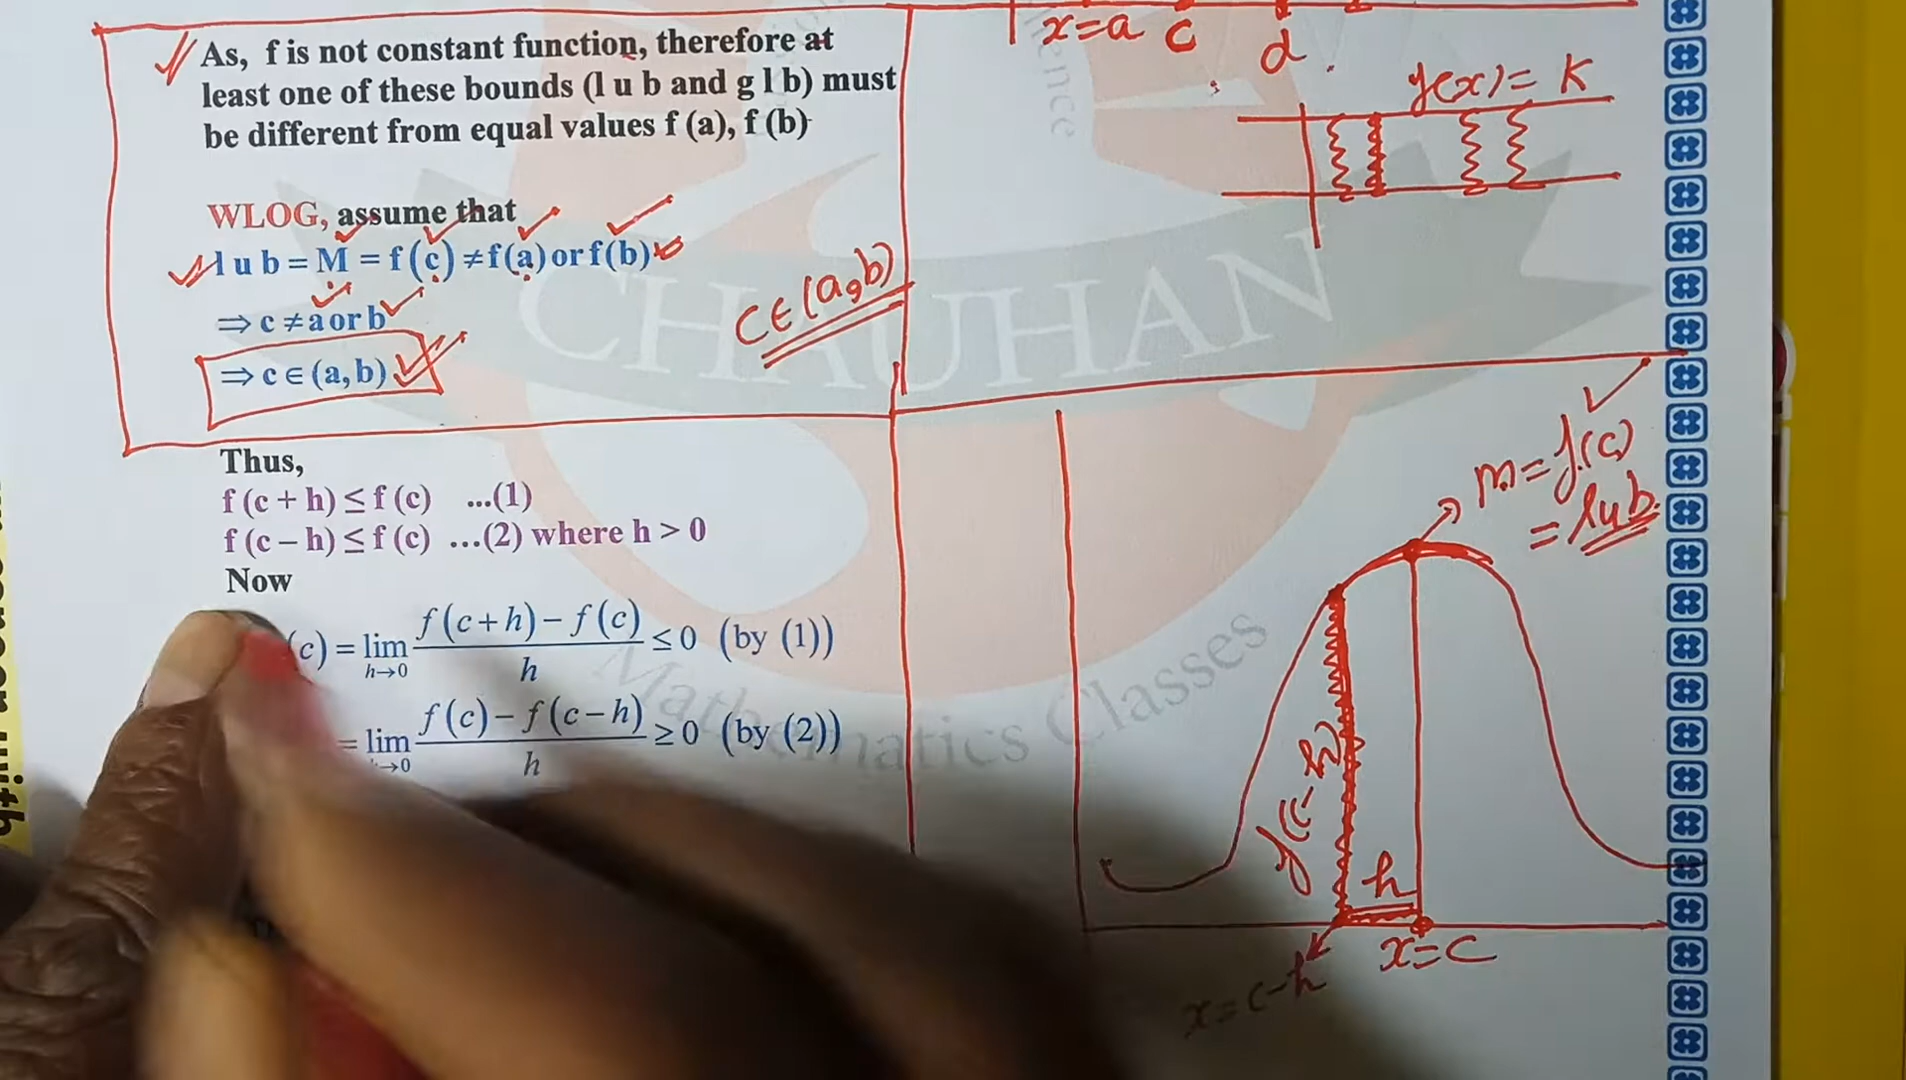 As, f is not constant function, therefore at
least one of these bounds (l u b and g l b) must
be different from equal values f (a), f (b)
WLOG, assume that
l u b = M = f (c) ≠ f (a) or f (b)
⇒ c ≠ a or b
⇒ c ∈ (a, b)
C ∈ (a, b)
x = a c
d
f(x) = K
Thus,
f (c + h) ≤ f (c) ...(1)
f (c – h) ≤ f (c) ...(2) where h > 0
Now
(c) = lim h→0 f(c+h) − f(c) / h ≤ 0 (by (1))
= lim →0 f(c) − f(c−h) / h ≥ 0 (by (2))
M = f(c)
= lub
f(c-h)
h
x = c
x = c-h
CHAUHAN
Mathematics Classes